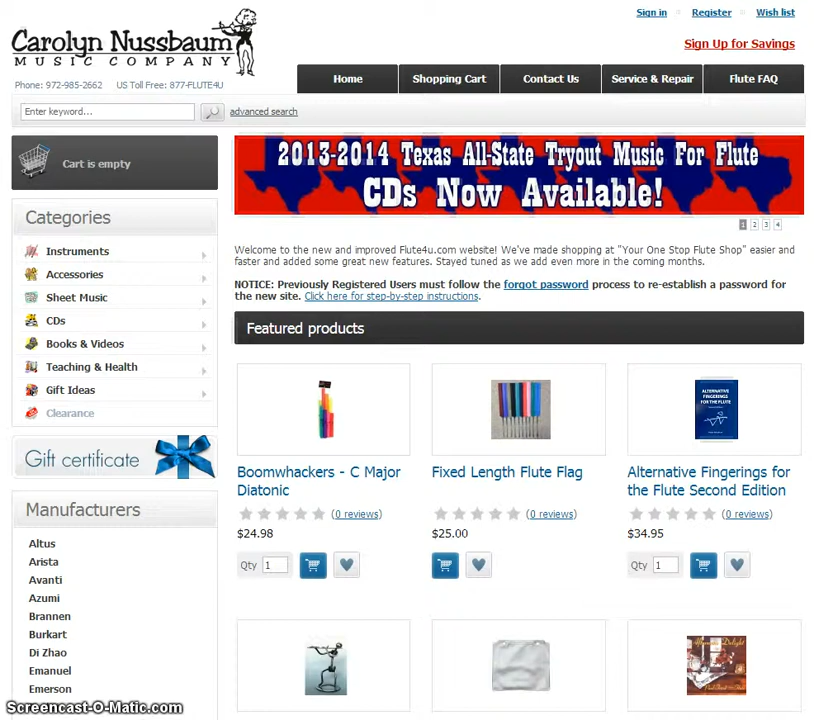 Sign in
Register
Wish list
Carolyn Nussbaum
MUSIC COMPANY
Sign Up for Savings
Phone: 972-985-2662 US Toll Free: 877-FLUTE4U
Home
Shopping Cart
Contact Us
Service & Repair
Flute FAQ
Enter keyword...
advanced search
Cart is empty
2013-2014 Texas All-State Tryout Music For Flute
CDs Now Available!
1 2 3 4
Categories
Instruments
Accessories
Sheet Music
CDs
Books & Videos
Teaching & Health
Gift Ideas
Clearance
Gift certificate
Manufacturers
Altus
Arista
Avanti
Azumi
Brannen
Burkart
Di Zhao
Emanuel
Emerson
Welcome to the new and improved Flute4u.com website! We've made shopping at "Your One Stop Flute Shop" easier and
faster and added some great new features. Stayed tuned as we add even more in the coming months.
NOTICE: Previously Registered Users must follow the forgot password process to re-establish a password for
the new site. Click here for step-by-step instructions.
Featured products
ALTERNATIVE
FINGERINGS
FOR THE FLUTE
Boomwhackers - C Major
Diatonic
(0 reviews)
$24.98
Qty 1
Fixed Length Flute Flag
(0 reviews)
$25.00
Alternative Fingerings for
the Flute Second Edition
(0 reviews)
$34.95
Qty 1
Screencast-O-Matic.com